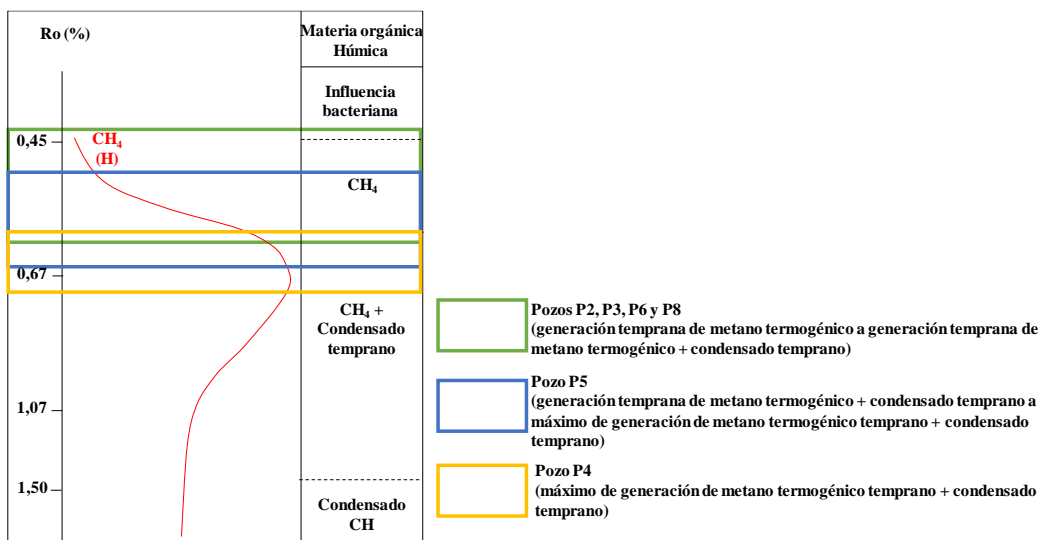 Ro (%)
Materia orgánica
Húmica
Influencia
bacteriana
0,45
CH₄
(H)
CH₄
0,67
CH₄ +
Condensado
temprano
1,07
1,50
Condensado
CH
Pozos P2, P3, P6 y P8
(generación temprana de metano termogénico a generación temprana de
metano termogénico + condensado temprano)
Pozo P5
(generación temprana de metano termogénico + condensado temprano a
máximo de generación de metano termogénico temprano + condensado
temprano)
Pozo P4
(máximo de generación de metano termogénico temprano + condensado
temprano)